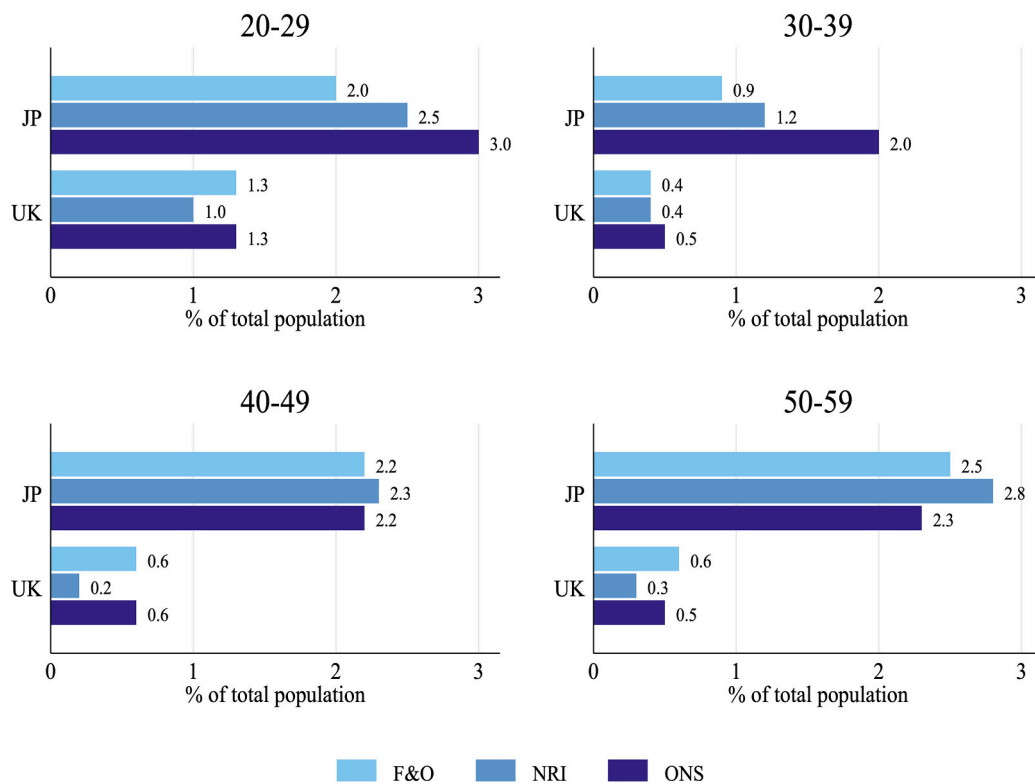 20-29
JP
2.0
2.5
3.0
UK
1.3
1.0
1.3
0 1 2 3
% of total population
30-39
JP
0.9
1.2
2.0
UK
0.4
0.4
0.5
0 1 2 3
% of total population
40-49
JP
2.2
2.3
2.2
UK
0.6
0.2
0.6
0 1 2 3
% of total population
50-59
JP
2.5
2.8
2.3
UK
0.6
0.3
0.5
0 1 2 3
% of total population
F&O NRI ONS